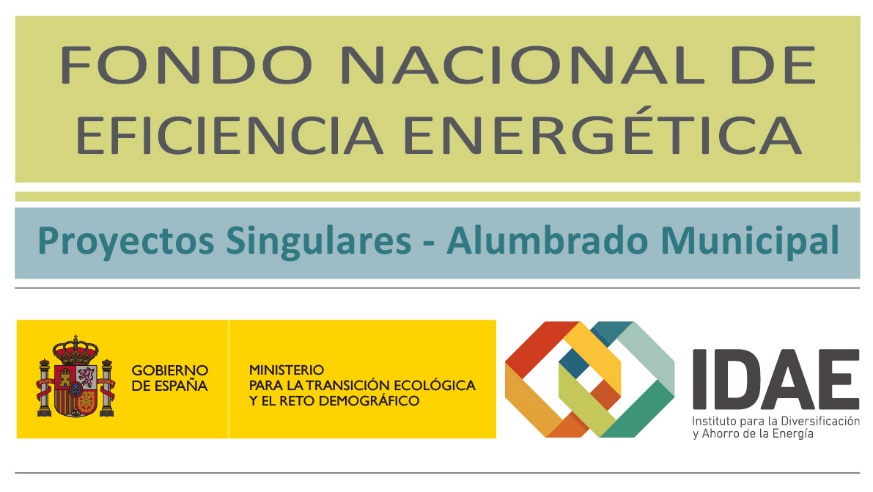 FONDO NACIONAL DE
EFICIENCIA ENERGÉTICA
Proyectos Singulares - Alumbrado Municipal
GOBIERNO
DE ESPAÑA
MINISTERIO
PARA LA TRANSICIÓN ECOLÓGICA
Y EL RETO DEMOGRÁFICO
IDAE
Instituto para la Diversificación
y Ahorro de la Energía